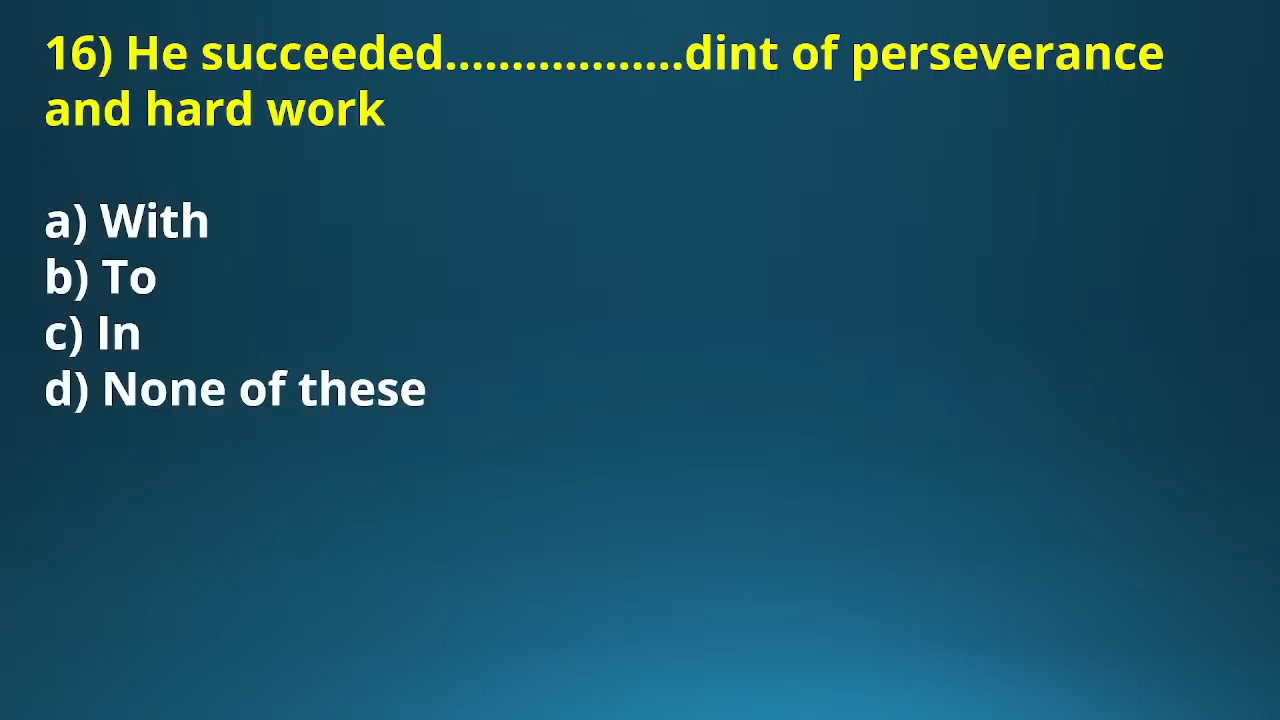 16) He succeeded..................dint of perseverance
and hard work
a) With
b) To
c) In
d) None of these